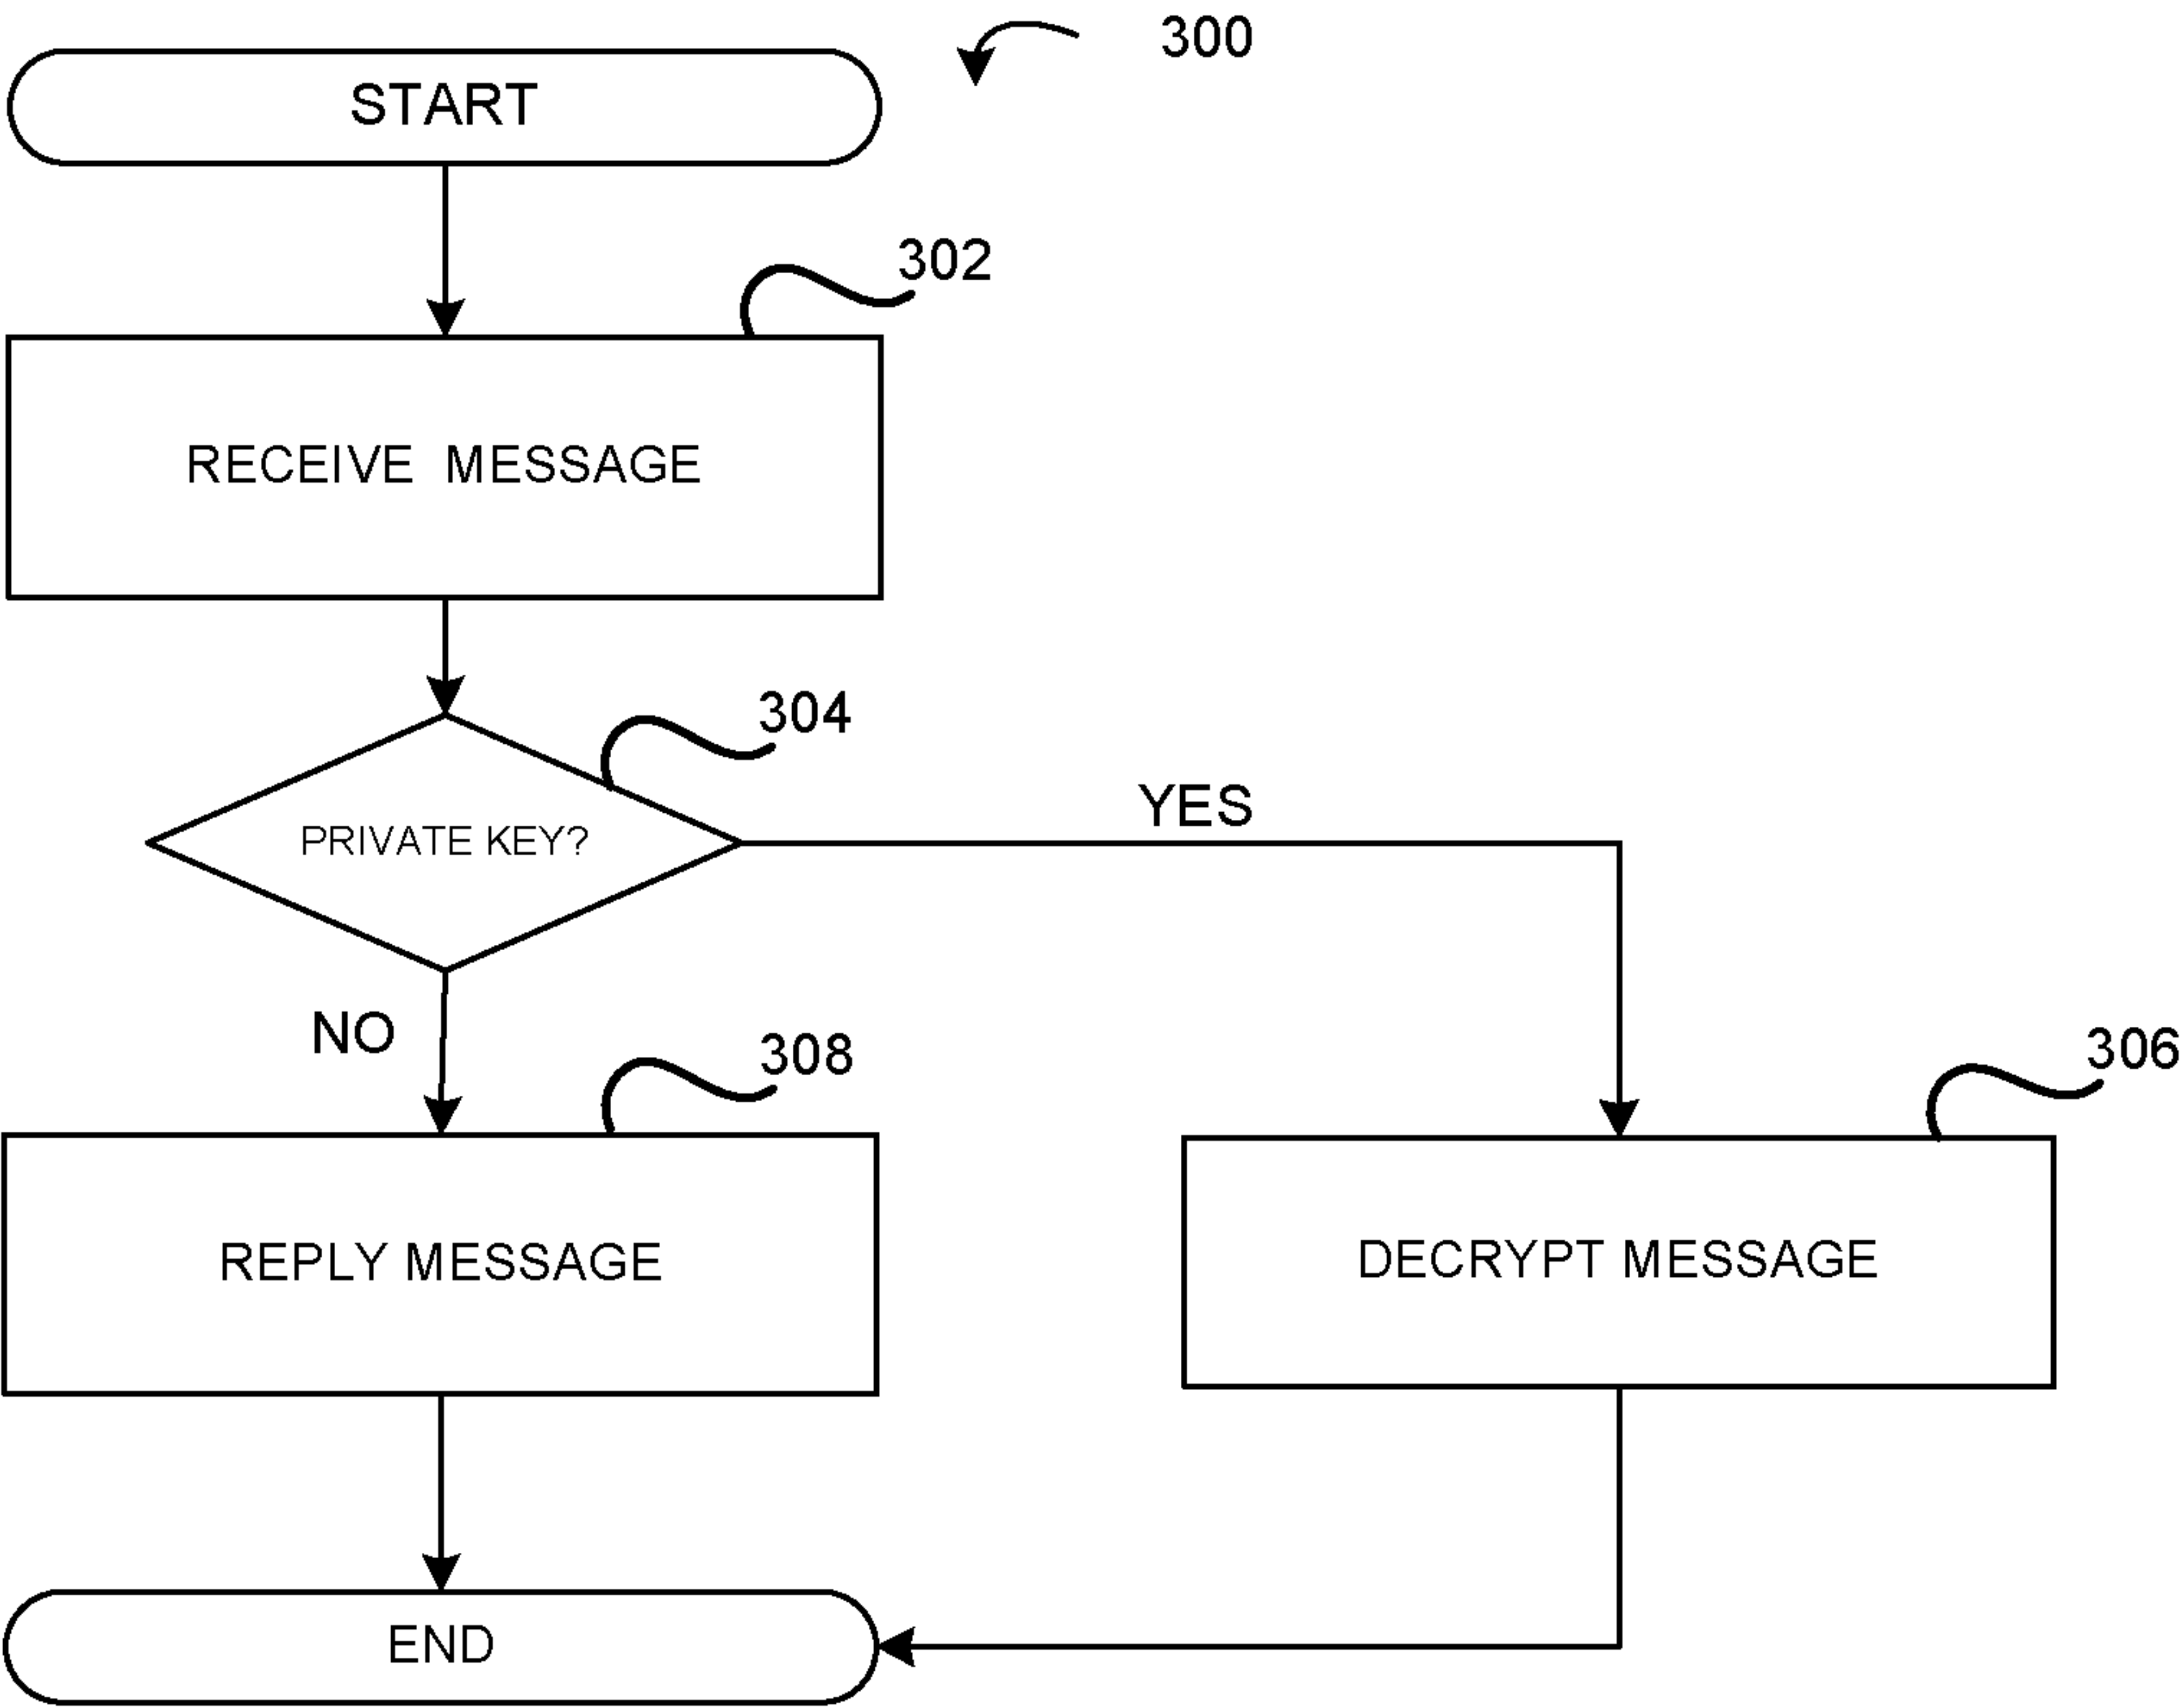 300
START
302
RECEIVE MESSAGE
304
PRIVATE KEY?
YES
NO
308
306
REPLY MESSAGE
DECRYPT MESSAGE
END